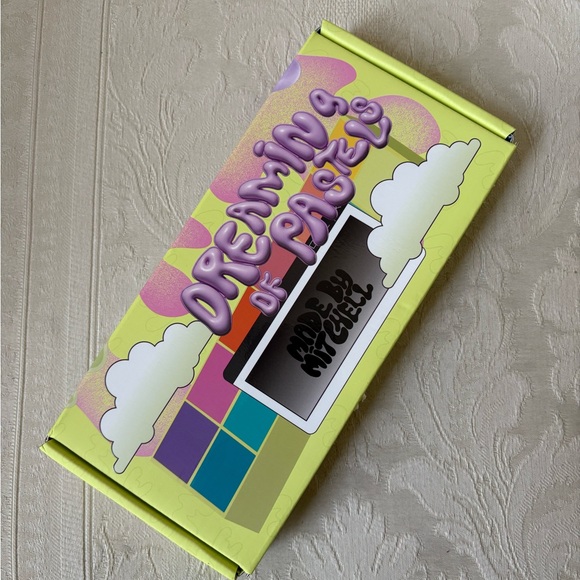 DREAMING
OF PASTELS
MADE BY
MITCHELL